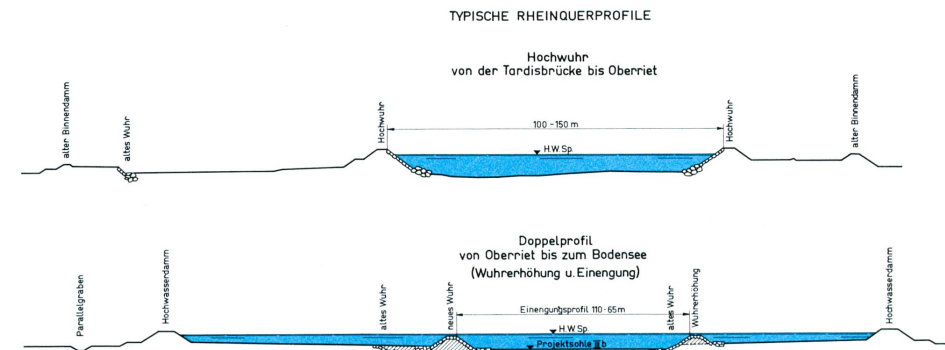 TYPISCHE RHEINQUERPROFILE
Hochwuhr
von der Tardisbrücke bis Oberriet
alter Binnendamm
altes Wuhr
Hochwuhr
100-150 m
Hochwuhr
alter Binnendamm
H.W. Sp.
Doppelprofil
von Oberriet bis zum Bodensee
(Wuhrerhöhung u. Einengung)
Parallelgraben
Hochwasserdamm
altes Wuhr
neues Wuhr
Einengungsprofil 110-65m
altes Wuhr
Wuhrerhöhung
Hochwasserdamm
H.W. Sp.
Projektsohle IIIb